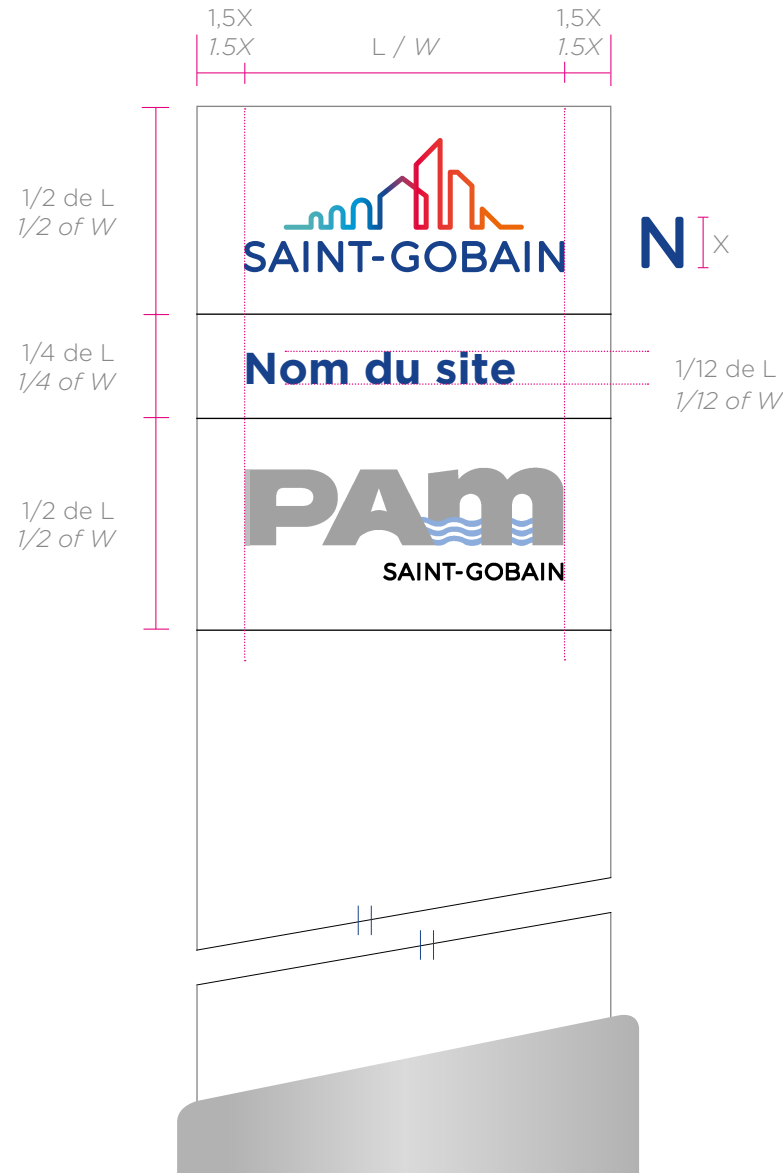 1,5X
1.5X
L / W
1,5X
1.5X
1/2 de L
1/2 of W
SAINT-GOBAIN
N
X
1/4 de L
1/4 of W
Nom du site
1/12 de L
1/12 of W
1/2 de L
1/2 of W
PAm
SAINT-GOBAIN